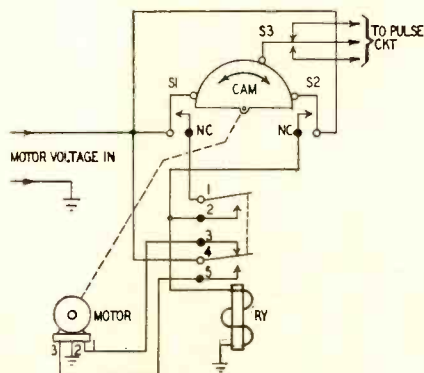 S3
TO PULSE
CKT
S1
CAM
S2
NC
NC
MOTOR VOLTAGE IN
1
2
3
4
5
MOTOR
RY
3 2 1